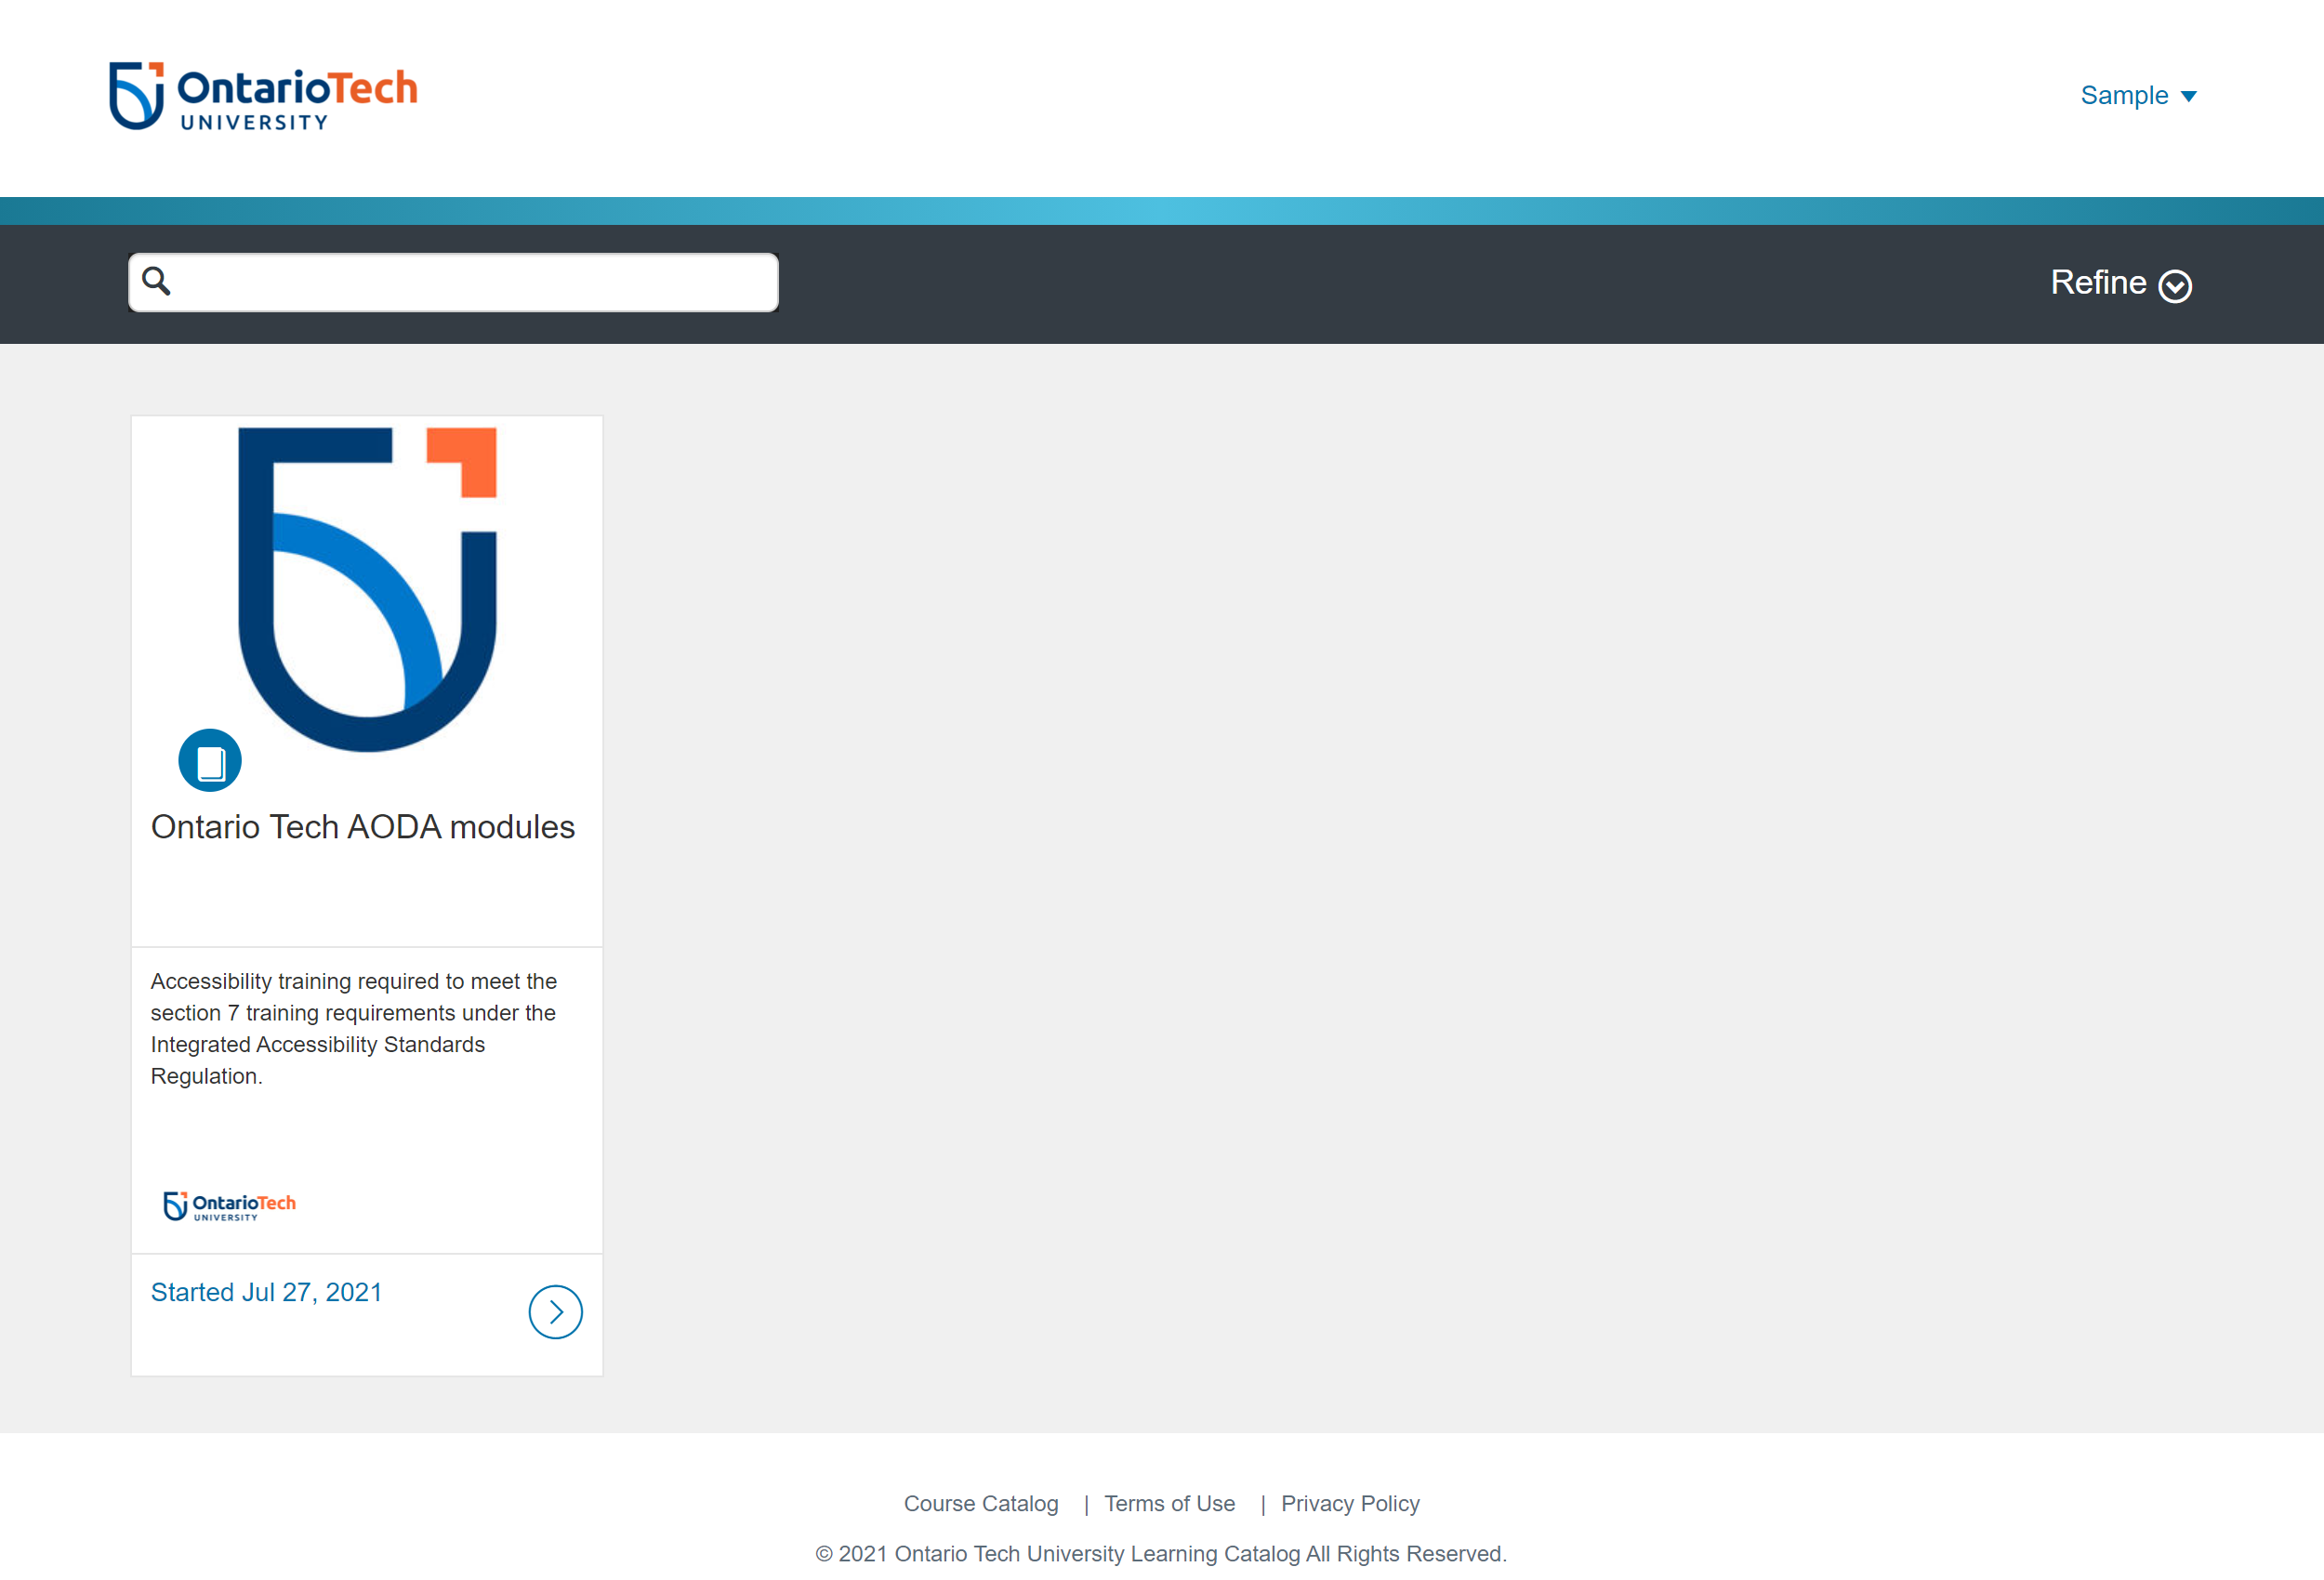 OntarioTech
UNIVERSITY
Sample
Refine
Ontario Tech AODA modules
Accessibility training required to meet the
section 7 training requirements under the
Integrated Accessibility Standards
Regulation.
OntarioTech
UNIVERSITY
Started Jul 27, 2021
Course Catalog | Terms of Use | Privacy Policy
© 2021 Ontario Tech University Learning Catalog All Rights Reserved.